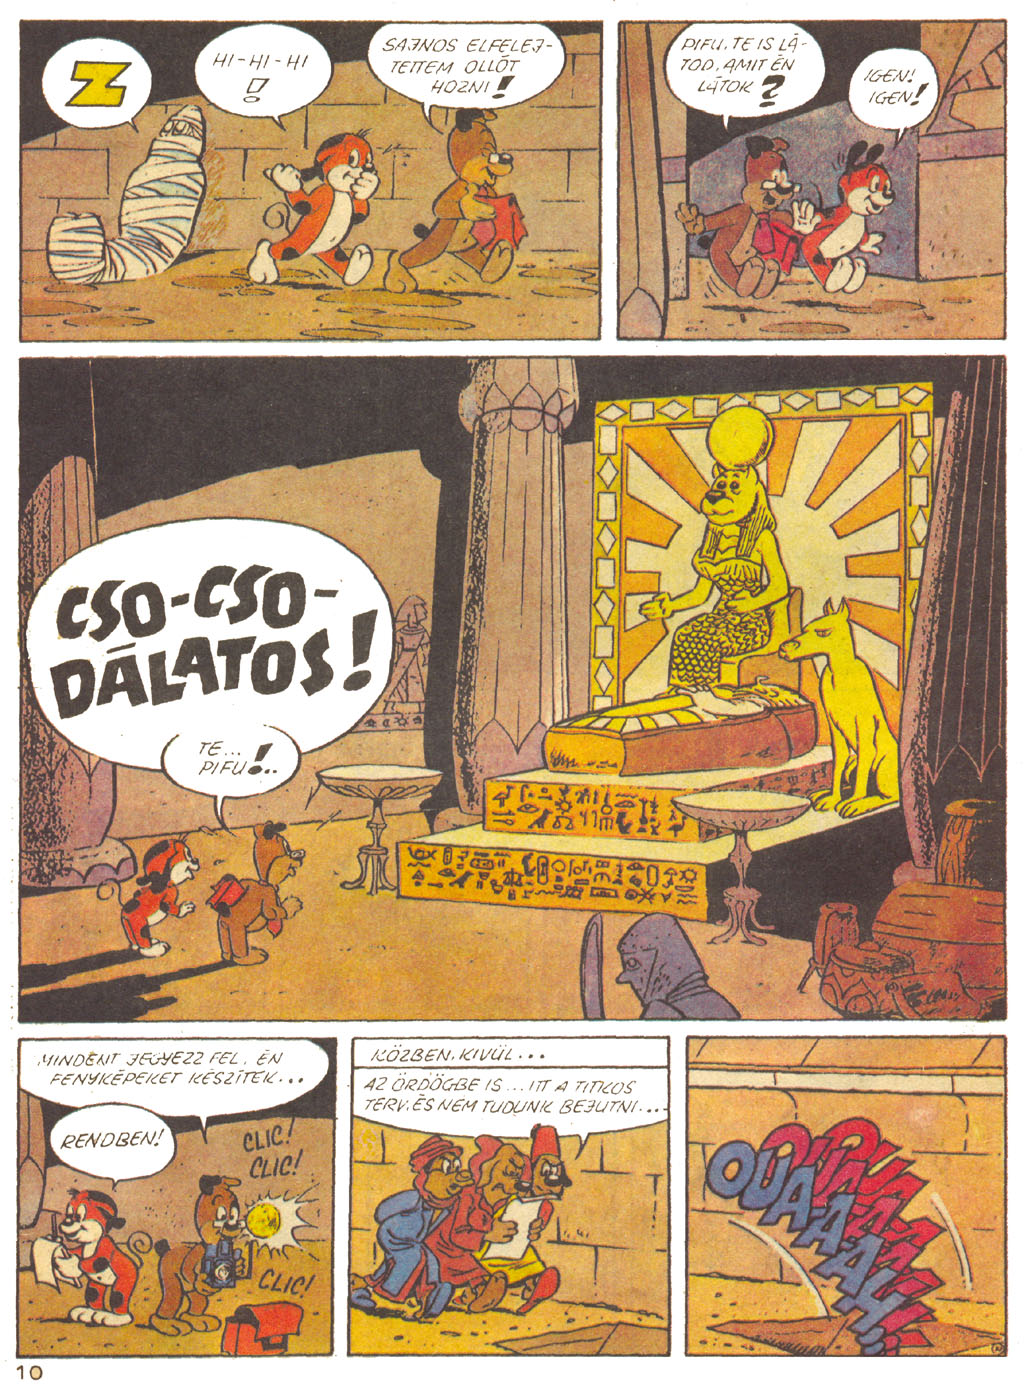 Z
HI-HI-HI
!
SAJNOS ELFELEJ-
TETTEM OLLÓT
HOZNI!
PIFU, TE IS LÁ-
TOD, AMIT ÉN
LÁTOK?
IGEN!
IGEN!
CSO-CSO-
DÁLATOS!
TE...
PIFU!...
MINDENT JEGYEZZ FEL, ÉN
FENYKÉPEKET KÉSZÍTEK...
RENDBEN!
CLIC!
CLIC!
CLIC!
KÖZBEN, KIVÜL...
AZ ÖRDÖGBE IS... ITT A TITKOS
TERV, ÉS NEM TUDUNK BEJUTNI....
OUAAAAH!
10